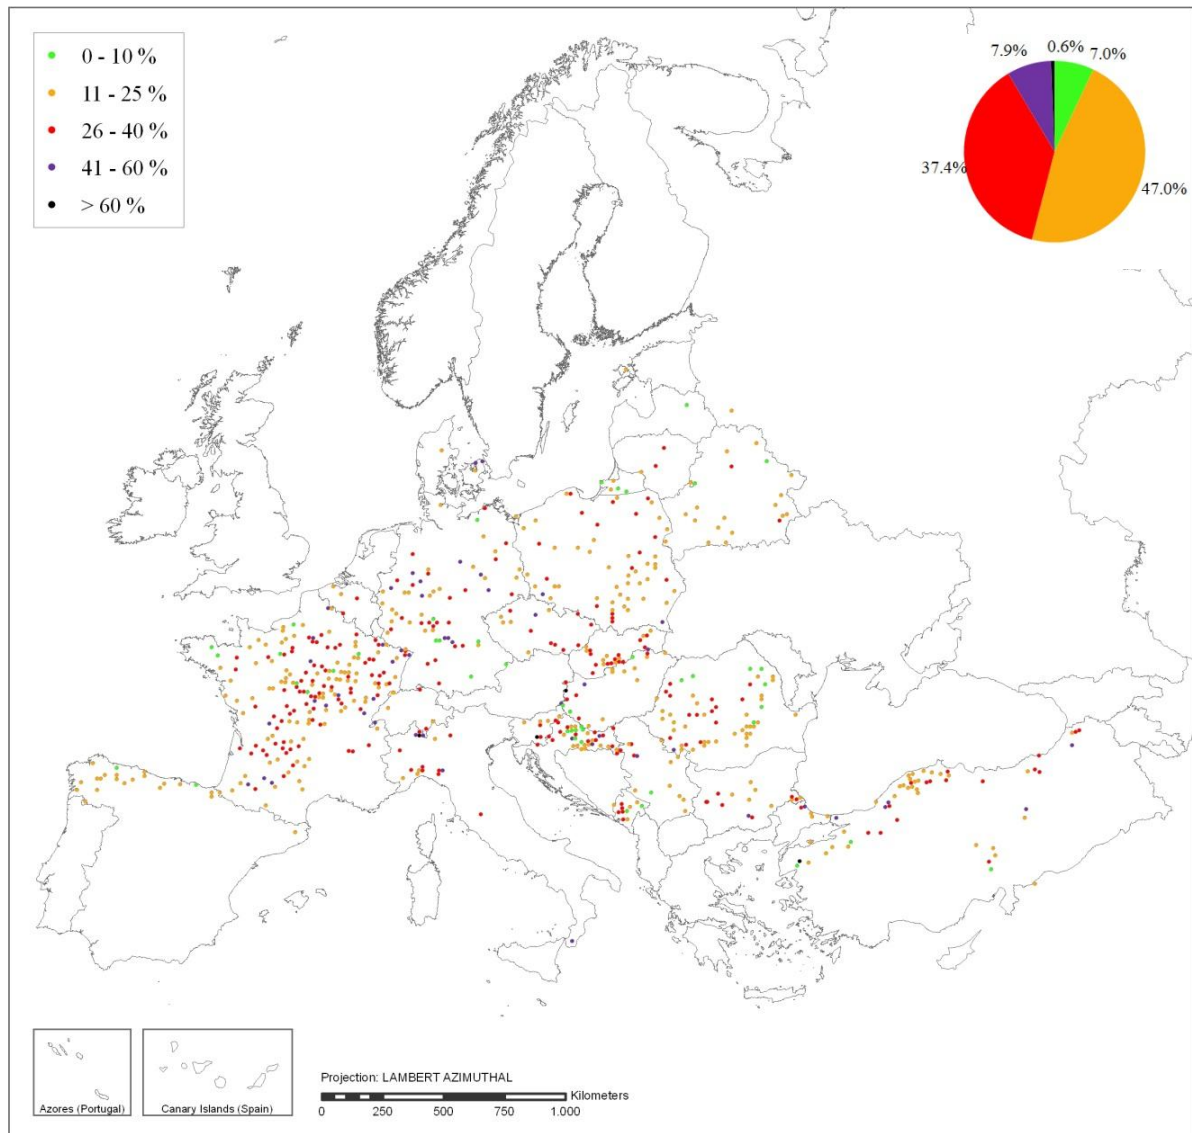 0 - 10 %
11 - 25 %
26 - 40 %
41 - 60 %
> 60 %
7.9%
0.6%
7.0%
37.4%
47.0%
Azores (Portugal)
Canary Islands (Spain)
Projection: LAMBERT AZIMUTHAL
Kilometers
0 250 500 750 1.000